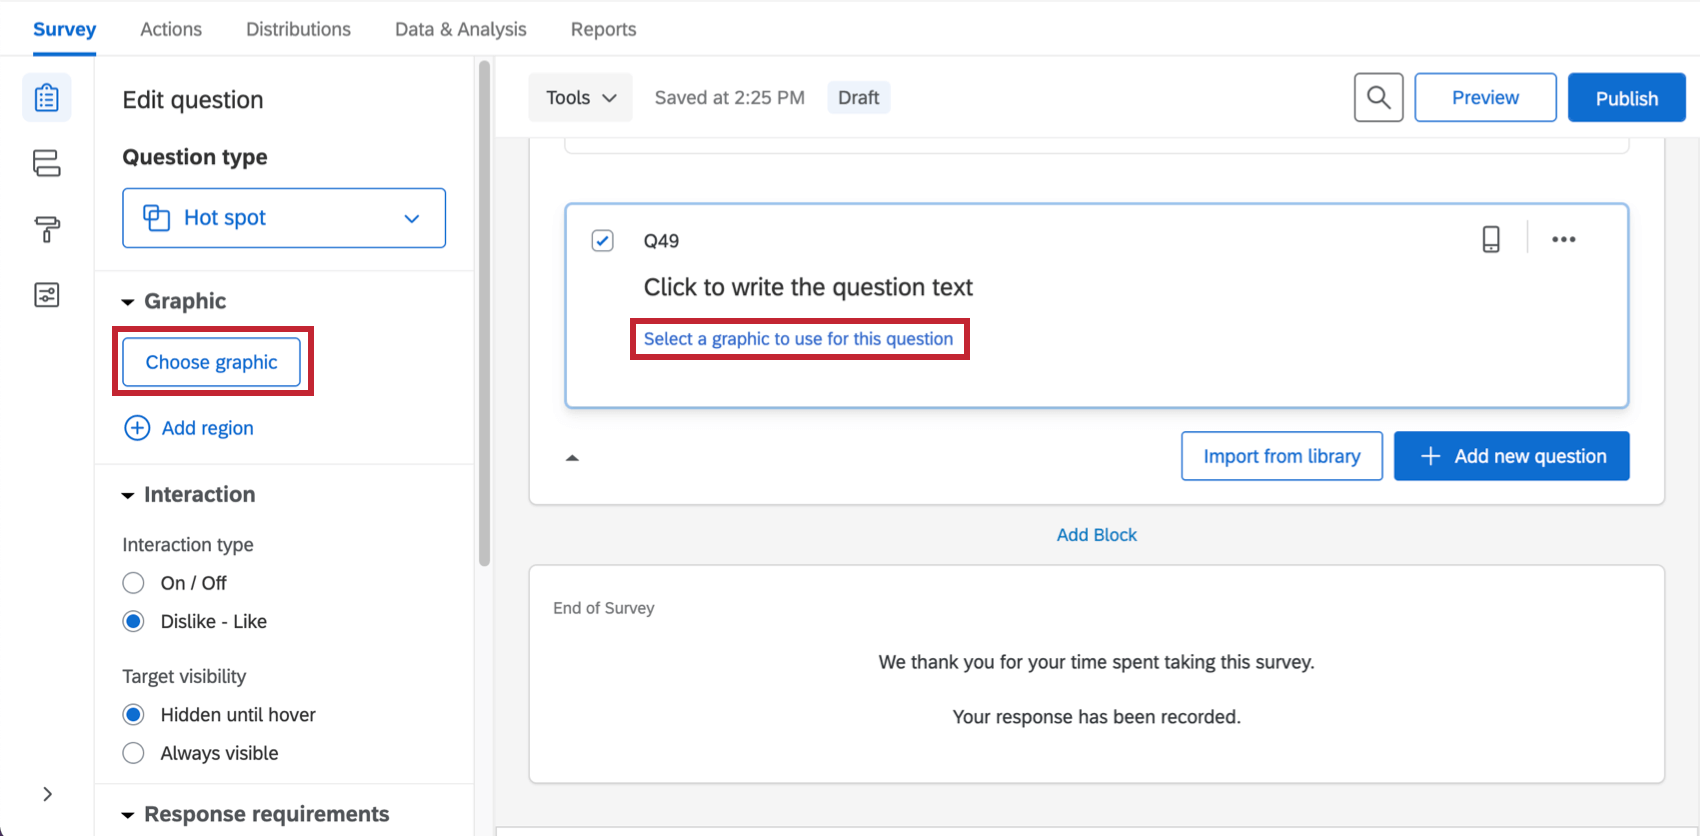 Survey
Actions
Distributions
Data & Analysis
Reports
Edit question
Question type
Hot spot
Graphic
Choose graphic
Add region
Interaction
Interaction type
On / Off
Dislike - Like
Target visibility
Hidden until hover
Always visible
Response requirements
Tools
Saved at 2:25 PM
Draft
Preview
Publish
Q49
Click to write the question text
Select a graphic to use for this question
Import from library
Add new question
Add Block
End of Survey
We thank you for your time spent taking this survey.
Your response has been recorded.